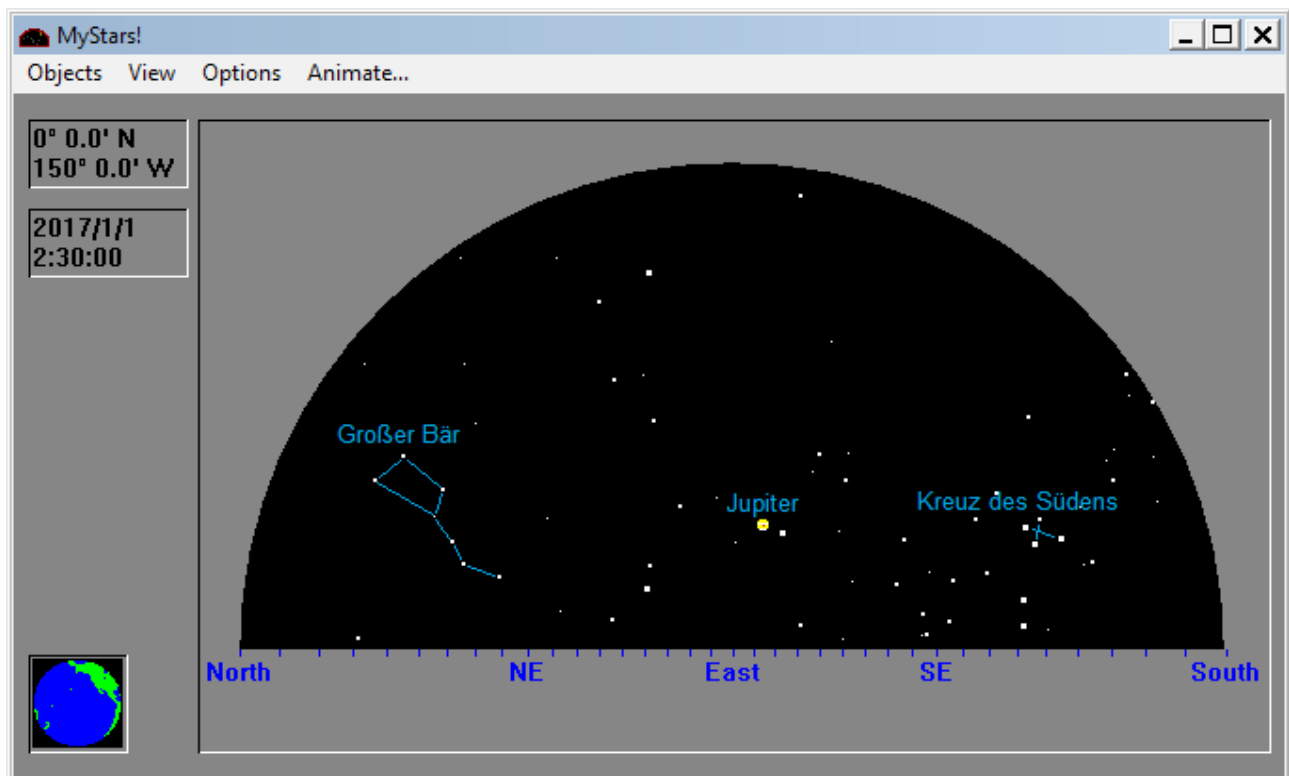 MyStars!
Objects View Options Animate...
0° 0.0' N
150° 0.0' W
2017/1/1
2:30:00
Großer Bär
Jupiter
Kreuz des Südens
North NE East SE South